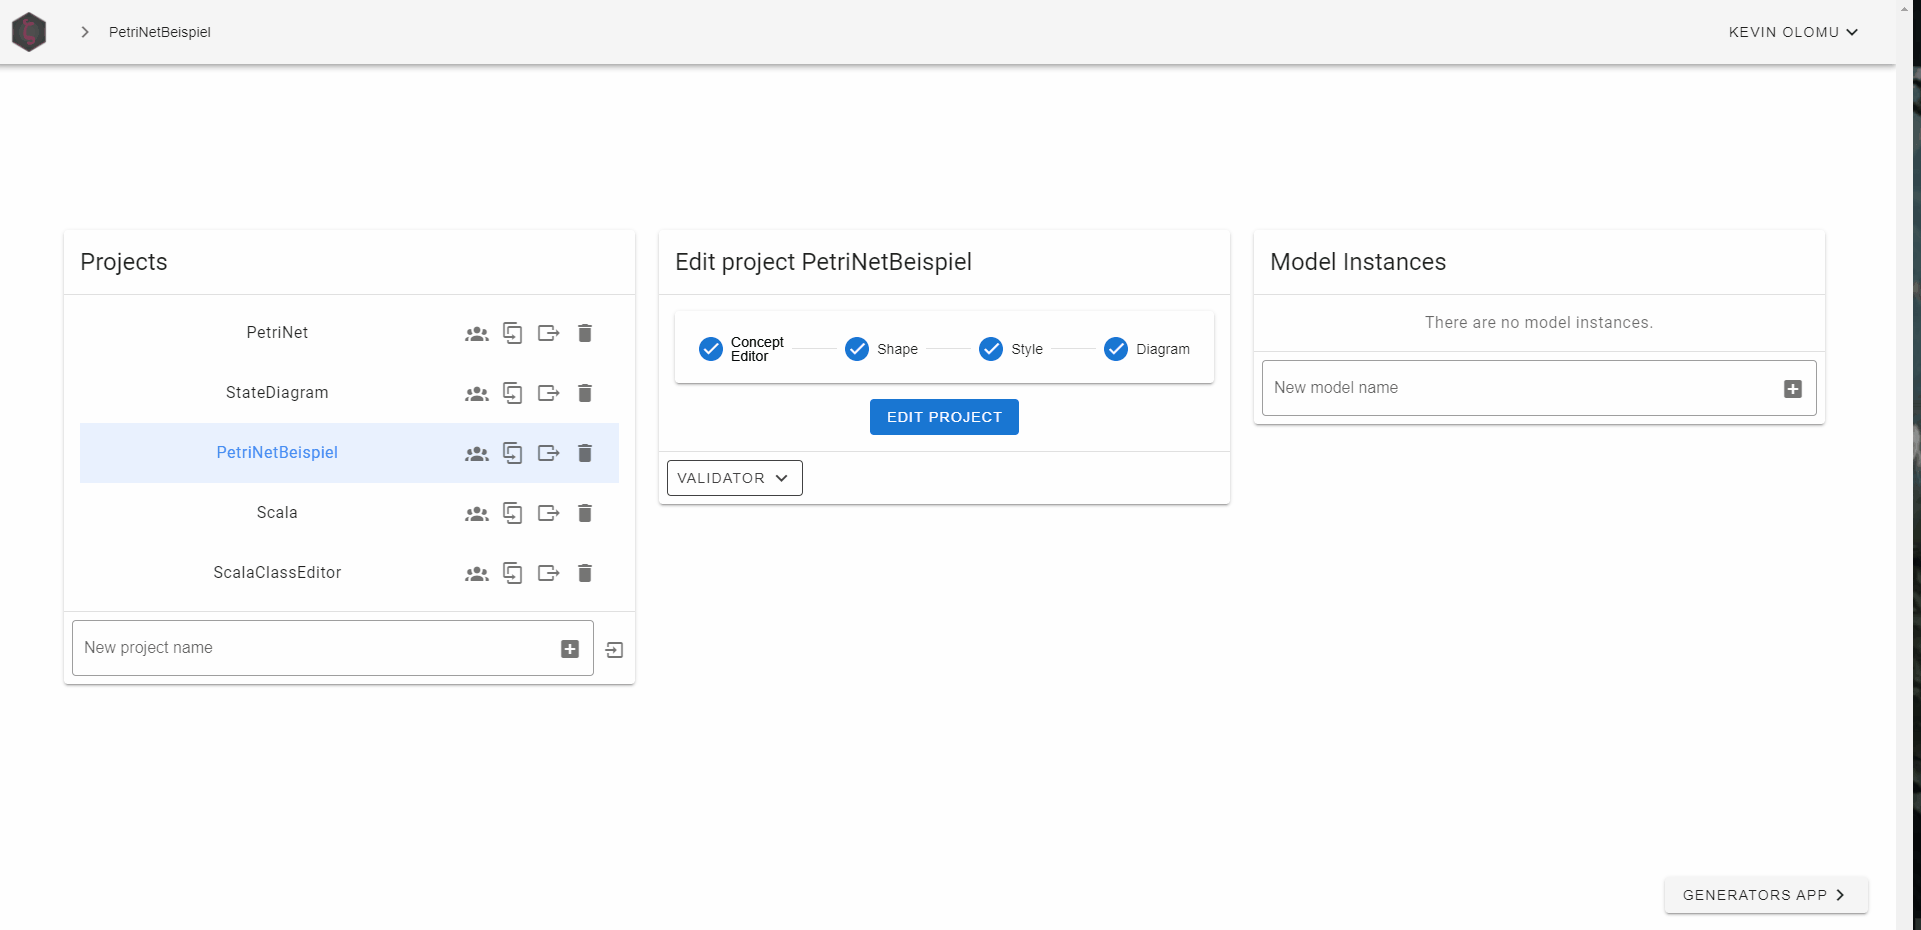 PetriNetBeispiel
KEVIN OLOMU
Projects
PetriNet
StateDiagram
PetriNetBeispiel
Scala
ScalaClassEditor
New project name
Edit project PetriNetBeispiel
Concept
Editor
Shape
Style
Diagram
EDIT PROJECT
VALIDATOR
Model Instances
There are no model instances.
New model name
GENERATORS APP